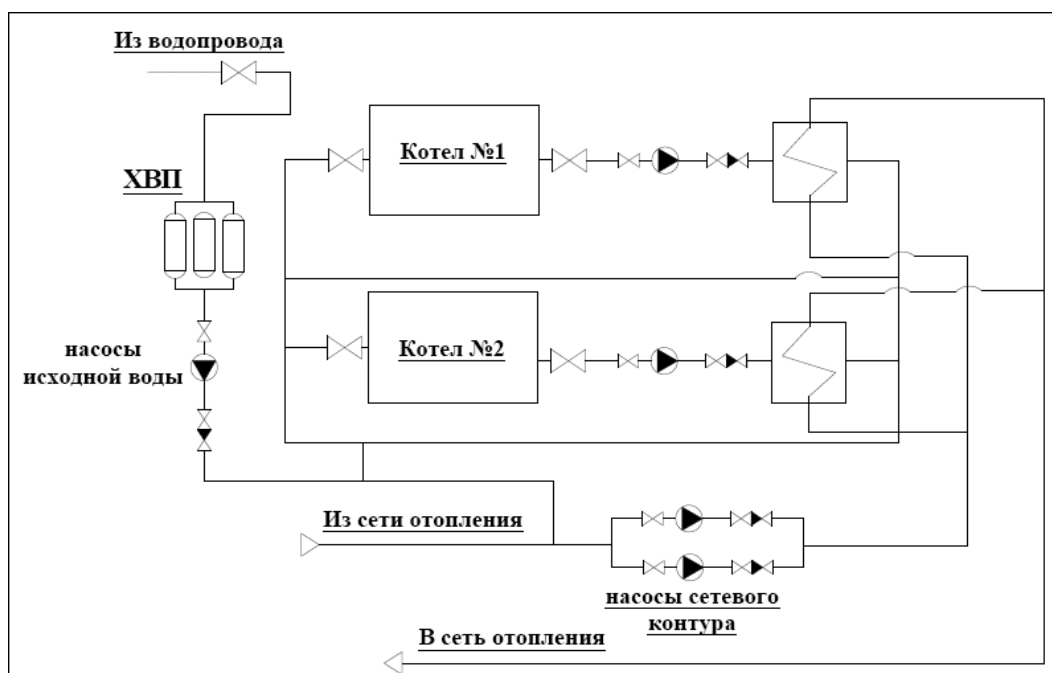 Из водопровода
Котел №1
ХВП
Котел №2
насосы
исходной воды
Из сети отопления
насосы сетевого
контура
В сеть отопления